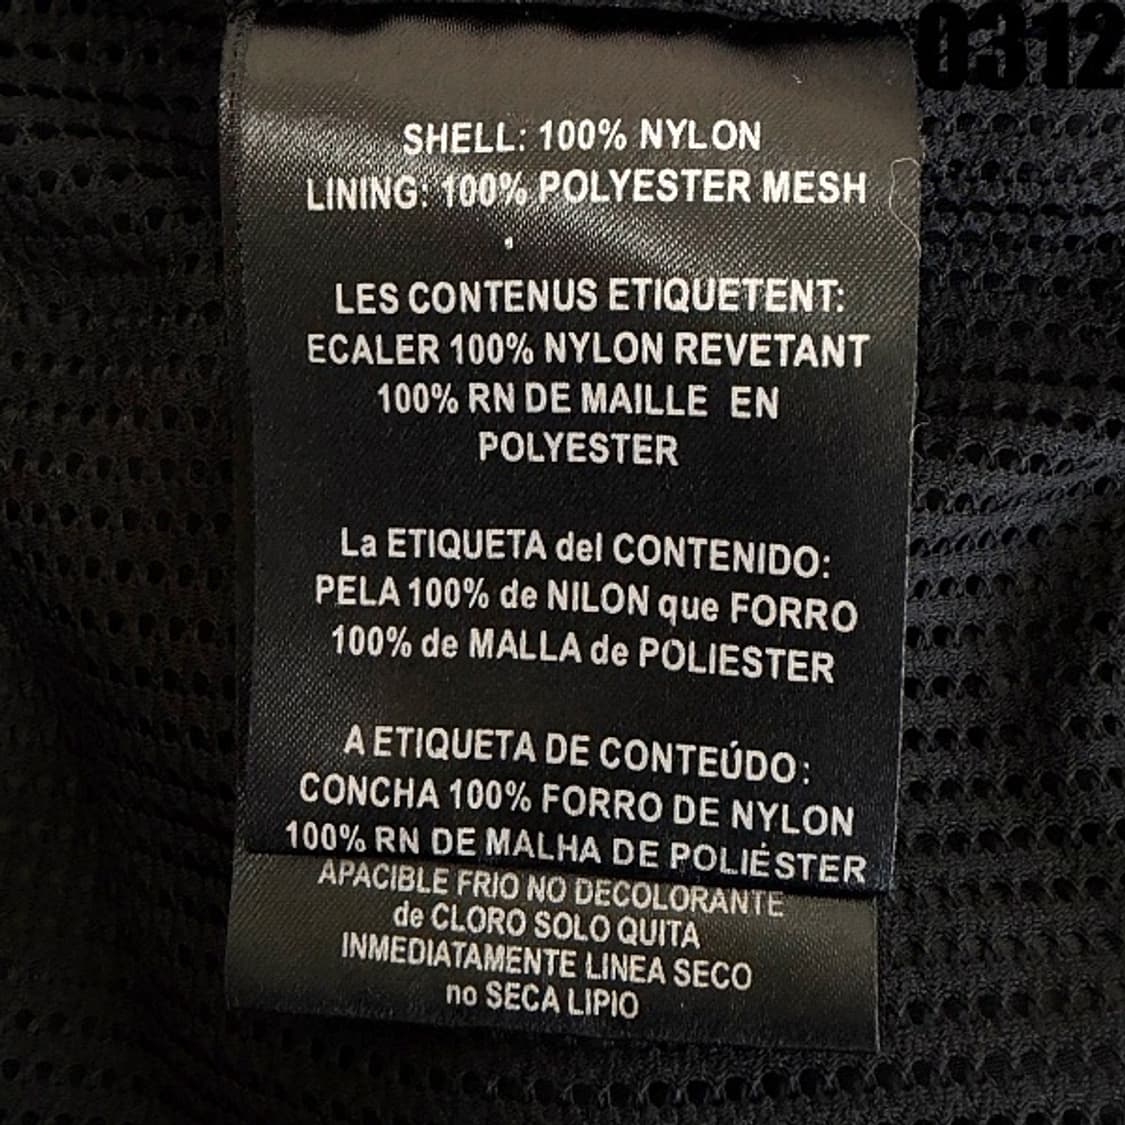 0312
SHELL: 100% NYLON
LINING: 100% POLYESTER MESH
LES CONTENUS ETIQUETENT:
ECALER 100% NYLON REVETANT
100% RN DE MAILLE EN
POLYESTER
La ETIQUETA del CONTENIDO:
PELA 100% de NILON que FORRO
100% de MALLA de POLIESTER
A ETIQUETA DE CONTEÚDO:
CONCHA 100% FORRO DE NYLON
100% RN DE MALHA DE POLIÉSTER
APACIBLE FRIO NO DECOLORANTE
de CLORO SOLO QUITA
INMEDIATAMENTE LINEA SECO
no SECA LIPIO